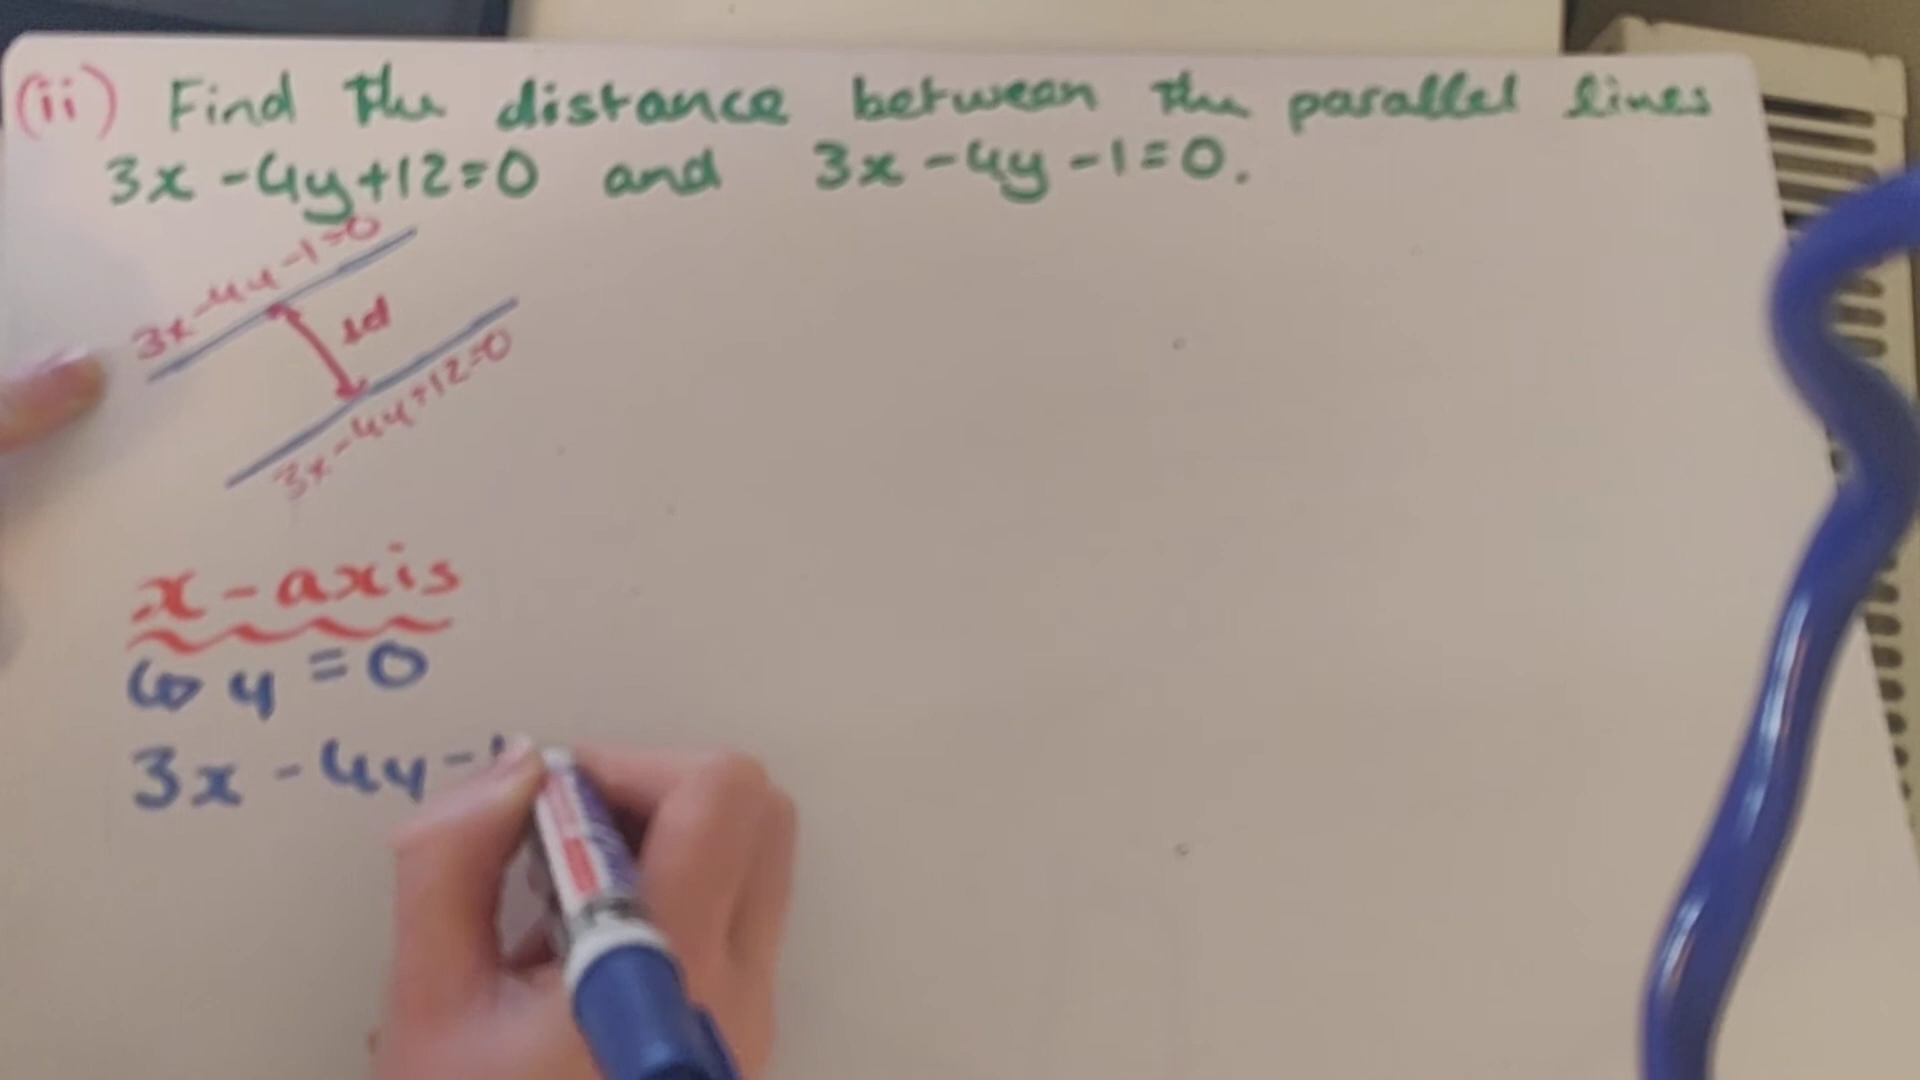 (ii) Find the distance between the parallel lines
3x - 4y + 12 = 0 and 3x - 4y - 1 = 0.
3x - 4y - 1 = 0
3x - 4y + 12 = 0
x - axis
y = 0
3x - 4y - 1